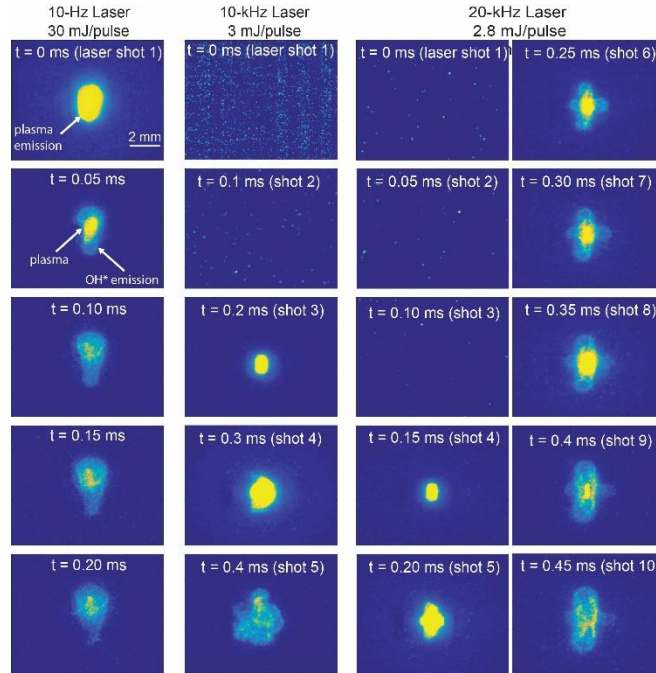 10-Hz Laser
30 mJ/pulse
10-kHz Laser
3 mJ/pulse
20-kHz Laser
2.8 mJ/pulse
t = 0 ms (laser shot 1)
plasma
emission
2 mm
t = 0 ms (laser shot 1)
t = 0 ms (laser shot 1)
t = 0.25 ms (shot 6)
t = 0.05 ms
plasma
OH* emission
t = 0.1 ms (shot 2)
t = 0.05 ms (shot 2)
t = 0.30 ms (shot 7)
t = 0.10 ms
t = 0.2 ms (shot 3)
t = 0.10 ms (shot 3)
t = 0.35 ms (shot 8)
t = 0.15 ms
t = 0.3 ms (shot 4)
t = 0.15 ms (shot 4)
t = 0.4 ms (shot 9)
t = 0.20 ms
t = 0.4 ms (shot 5)
t = 0.20 ms (shot 5)
t = 0.45 ms (shot 10)